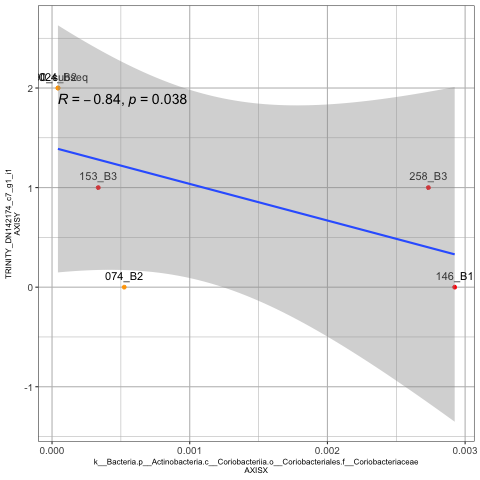 R = −0.84, p = 0.038
153_B3
258_B3
074_B2
146_B1
2
1
0
-1
0.000
0.001
0.002
0.003
TRINITY_DN142174_c7_g1_i1
AXISY
k__Bacteria.p__Actinobacteria.c__Coriobacteriia.o__Coriobacteriales.f__Coriobacteriaceae
AXISX